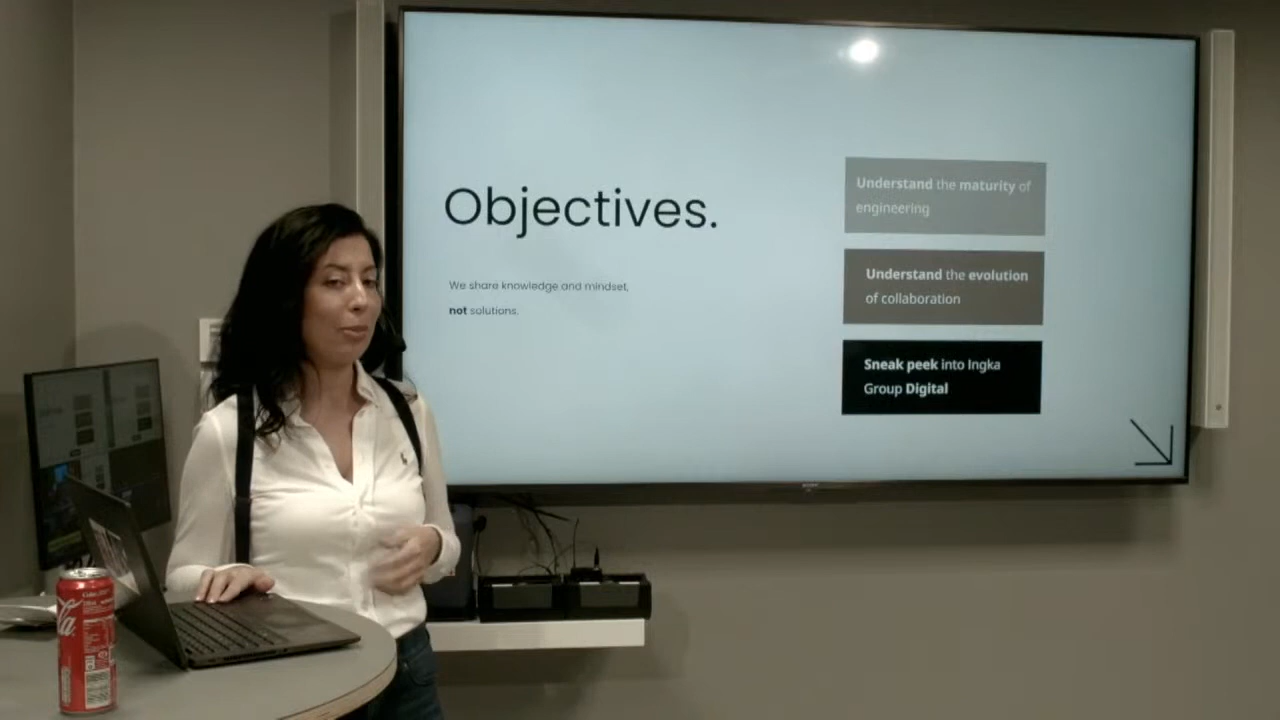 Objectives.
We share knowledge and mindset,
not solutions.
Understand the maturity of
engineering
Understand the evolution
of collaboration
Sneak peek into Ingka
Group Digital